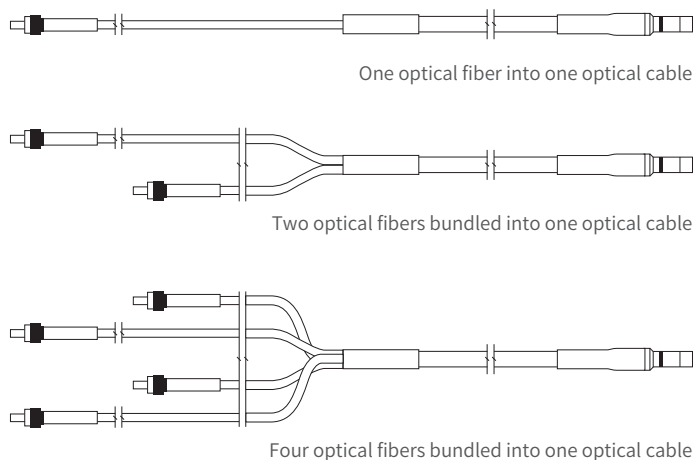 One optical fiber into one optical cable
Two optical fibers bundled into one optical cable
Four optical fibers bundled into one optical cable